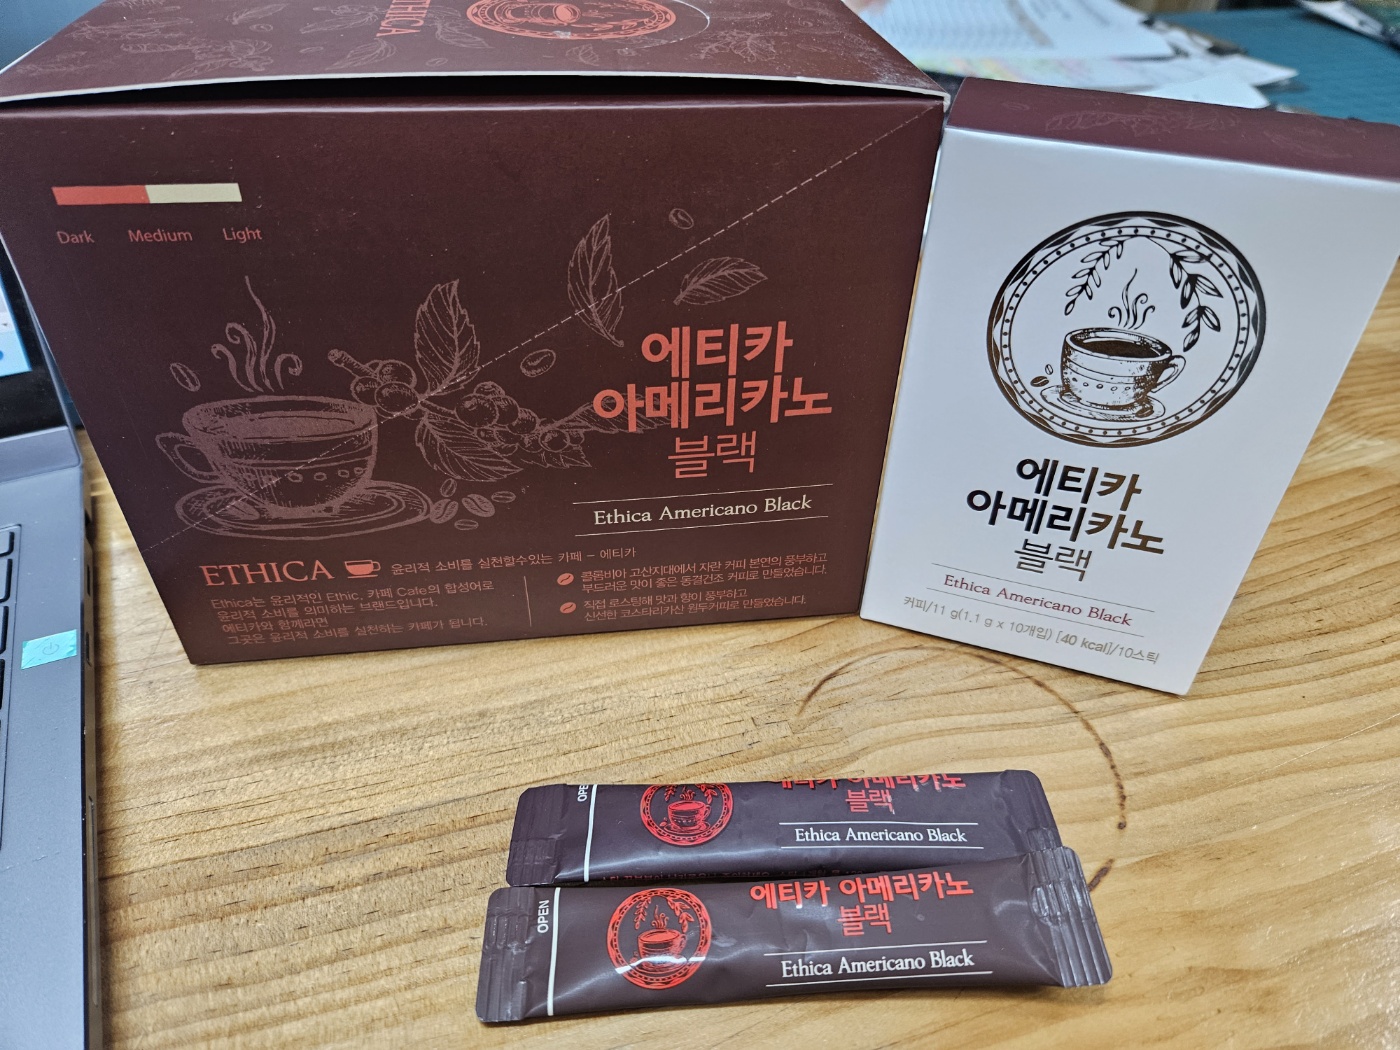 ETHICA
Dark Medium Light
에티카
아메리카노
블랙
Ethica Americano Black
ETHICA 윤리적 소비를 실천할수있는 카페 - 에티카
Ethica는 윤리적인 Ethic, 카페 Cafe의 합성어로
윤리적 소비를 의미하는 브랜드입니다.
에티카와 함께라면
그곳은 윤리적 소비를 실천하는 카페가 됩니다.
콜롬비아 고산지대에서 자란 커피 본연의 풍부하고
부드러운 맛이 좋은 동결건조 커피로 만들었습니다.
직접 로스팅해 맛과 향이 풍부하고
신선한 코스타리카산 원두커피로 만들었습니다.
에티카
아메리카노
블랙
Ethica Americano Black
커피/11 g(1.1 g x 10개입) [40 kcal]/10스틱
OPEN
에티카 아메리카노
블랙
Ethica Americano Black
OPEN
에티카 아메리카노
블랙
Ethica Americano Black